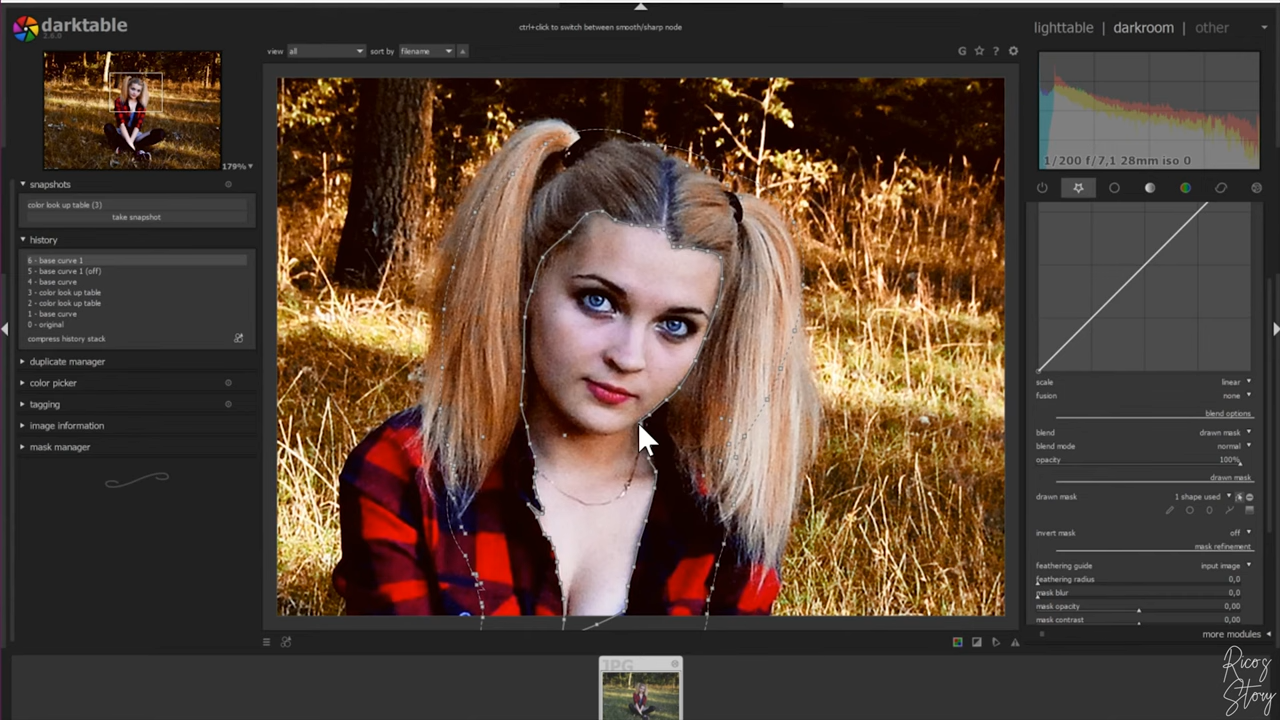 darktable
2.6.0
ctrl+click to switch between smooth/sharp node
lighttable | darkroom | other
view all sort by filename
G ☆ ?
179%
1/200 f/7,1 28mm iso 0
snapshots
color look up table (3)
take snapshot
history
6 - base curve 1
5 - base curve 1 (off)
4 - base curve
3 - color look up table
2 - color look up table
1 - base curve
0 - original
compress history stack
duplicate manager
color picker
tagging
image information
mask manager
scale linear
fusion none
blend options
blend drawn mask
blend mode normal
opacity 100%
drawn mask
drawn mask 1 shape used
invert mask off
mask refinement
feathering guide input image
feathering radius 0,0
mask blur 0,0
mask opacity 0,00
mask contrast 0,00
more modules
JPG
Ricos
Story